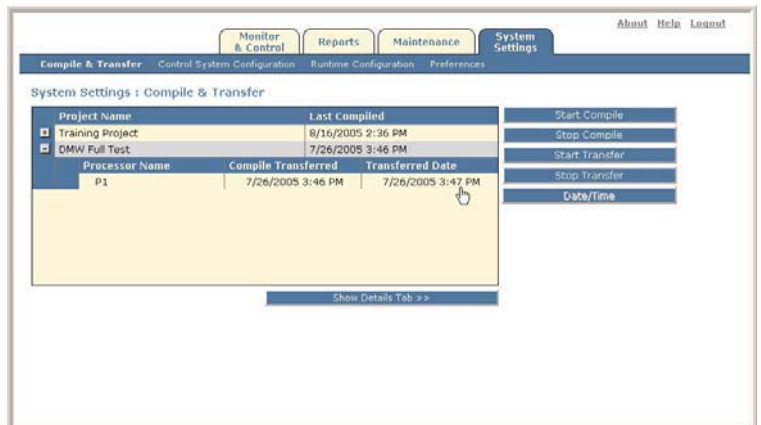 About Help Logout
Monitor & Control
Reports
Maintenance
System Settings
Compile & Transfer Control System Configuration Runtime Configuration Preferences
System Settings : Compile & Transfer
Project Name Last Compiled
Training Project 8/16/2005 2:36 PM
DMW Full Test 7/26/2005 3:46 PM
Processor Name Compile Transferred Transferred Date
P1 7/26/2005 3:46 PM 7/26/2005 3:47 PM
Start Compile
Stop Compile
Start Transfer
Stop Transfer
Date/Time
Show Details Tab >>